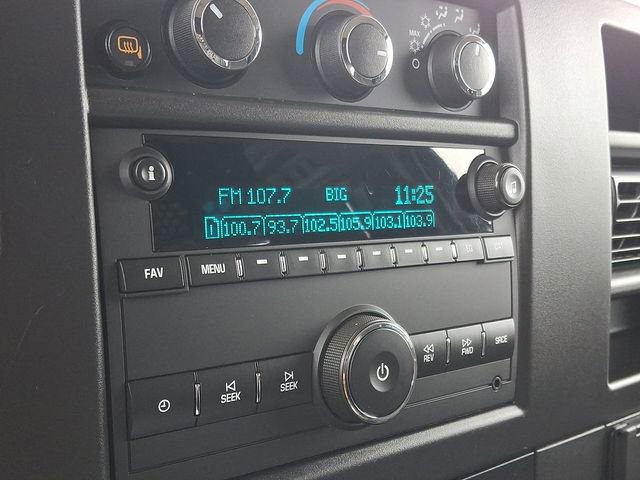 MAX
i
FM 107.7 BIG 11:25
1 100.7 93.7 102.5 105.9 103.1 103.9
FAV MENU
SEEK SEEK REV FWD SRCE